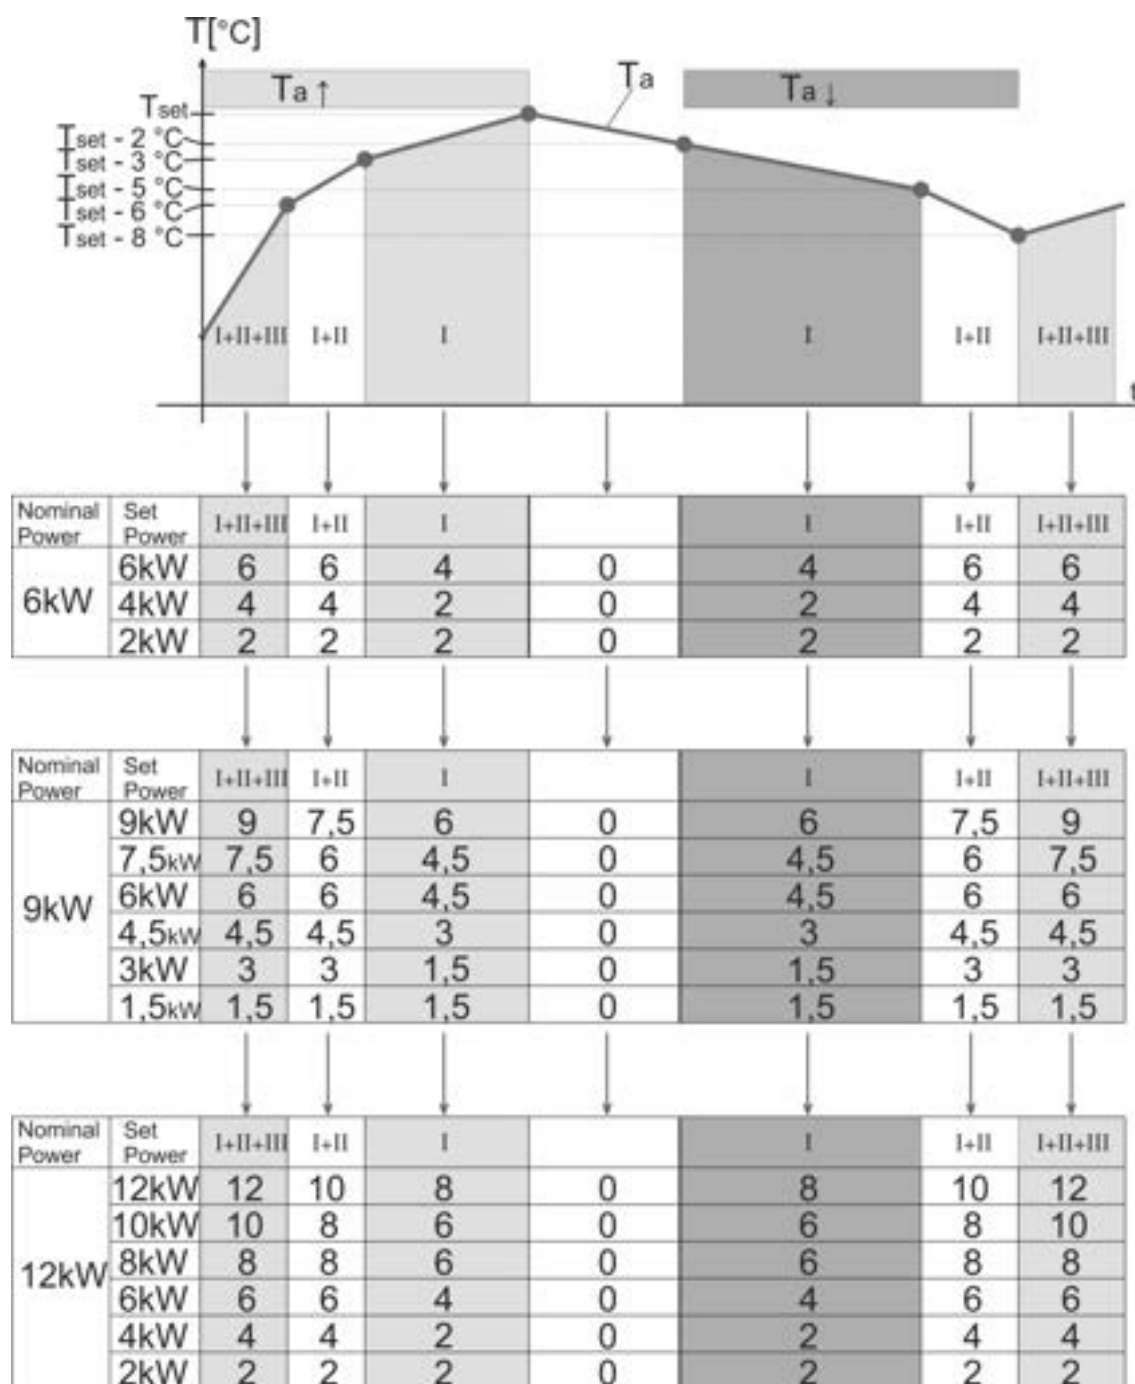 T[°C]
Ta ↑
Ta
Ta ↓
Tset
Tset - 2 °C
Tset - 3 °C
Tset - 5 °C
Tset - 6 °C
Tset - 8 °C
I+II+III I+II I I I+II I+II+III
t
Nominal Power Set Power I+II+III I+II I I I+II I+II+III
6kW
6kW 6 6 4 0 4 6 6
4kW 4 4 2 0 2 4 4
2kW 2 2 2 0 2 2 2
Nominal Power Set Power I+II+III I+II I I I+II I+II+III
9kW
9kW 9 7,5 6 0 6 7,5 9
7,5kW 7,5 6 4,5 0 4,5 6 7,5
6kW 6 6 4,5 0 4,5 6 6
4,5kW 4,5 4,5 3 0 3 4,5 4,5
3kW 3 3 1,5 0 1,5 3 3
1,5kW 1,5 1,5 1,5 0 1,5 1,5 1,5
Nominal Power Set Power I+II+III I+II I I I+II I+II+III
12kW
12kW 12 10 8 0 8 10 12
10kW 10 8 6 0 6 8 10
8kW 8 8 6 0 6 8 8
6kW 6 6 4 0 4 6 6
4kW 4 4 2 0 2 4 4
2kW 2 2 2 0 2 2 2